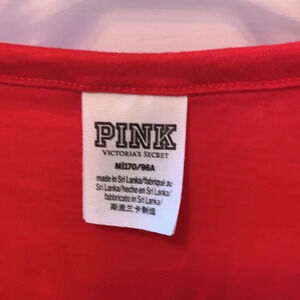 PINK
VICTORIA'S SECRET
M|170/96A
made in Sri Lanka/fabriqué au
Sri Lanka/hecho en Sri Lanka/
fabbricato in Sri Lanka/
斯里兰卡制造